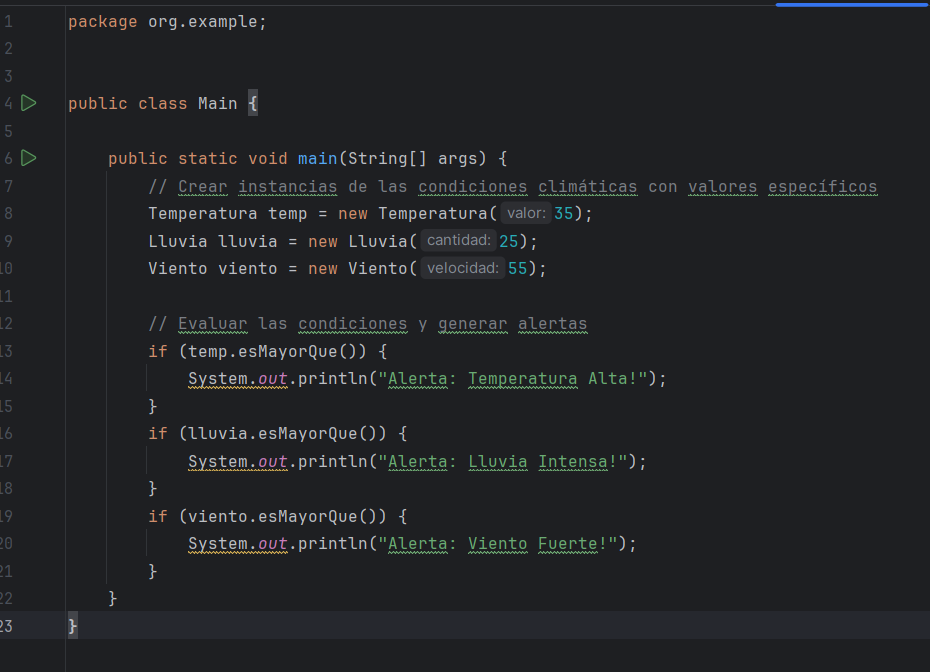 1 package org.example;
2
3
4 public class Main {
5
6 public static void main(String[] args) {
7 // Crear instancias de las condiciones climáticas con valores específicos
8 Temperatura temp = new Temperatura( valor: 35);
9 Lluvia lluvia = new Lluvia( cantidad: 25);
10 Viento viento = new Viento( velocidad: 55);
11
12 // Evaluar las condiciones y generar alertas
13 if (temp.esMayorQue()) {
14 System.out.println("Alerta: Temperatura Alta!");
15 }
16 if (lluvia.esMayorQue()) {
17 System.out.println("Alerta: Lluvia Intensa!");
18 }
19 if (viento.esMayorQue()) {
20 System.out.println("Alerta: Viento Fuerte!");
21 }
22 }
23 }